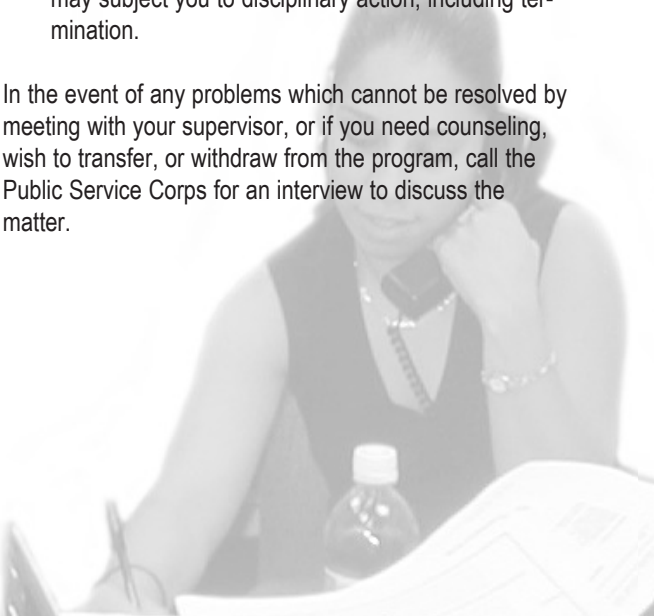 may subject you to disciplinary action, including ter-
mination.
In the event of any problems which cannot be resolved by
meeting with your supervisor, or if you need counseling,
wish to transfer, or withdraw from the program, call the
Public Service Corps for an interview to discuss the
matter.